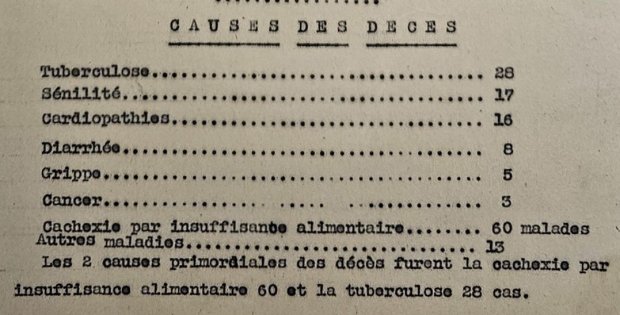 CAUSES DES DECES
Tuberculose................................. 28
Sénilité.................................... 17
Cardiopathies............................... 16
Diarrhée.................................... 8
Grippe...................................... 5
Cancer...................................... 3
Cachexie par insuffisance alimentaire........ 60 malades
Autres maladies............................. 13
Les 2 causes primordiales des décès furent la cachexie par
insuffisance alimentaire 60 et la tuberculose 28 cas.